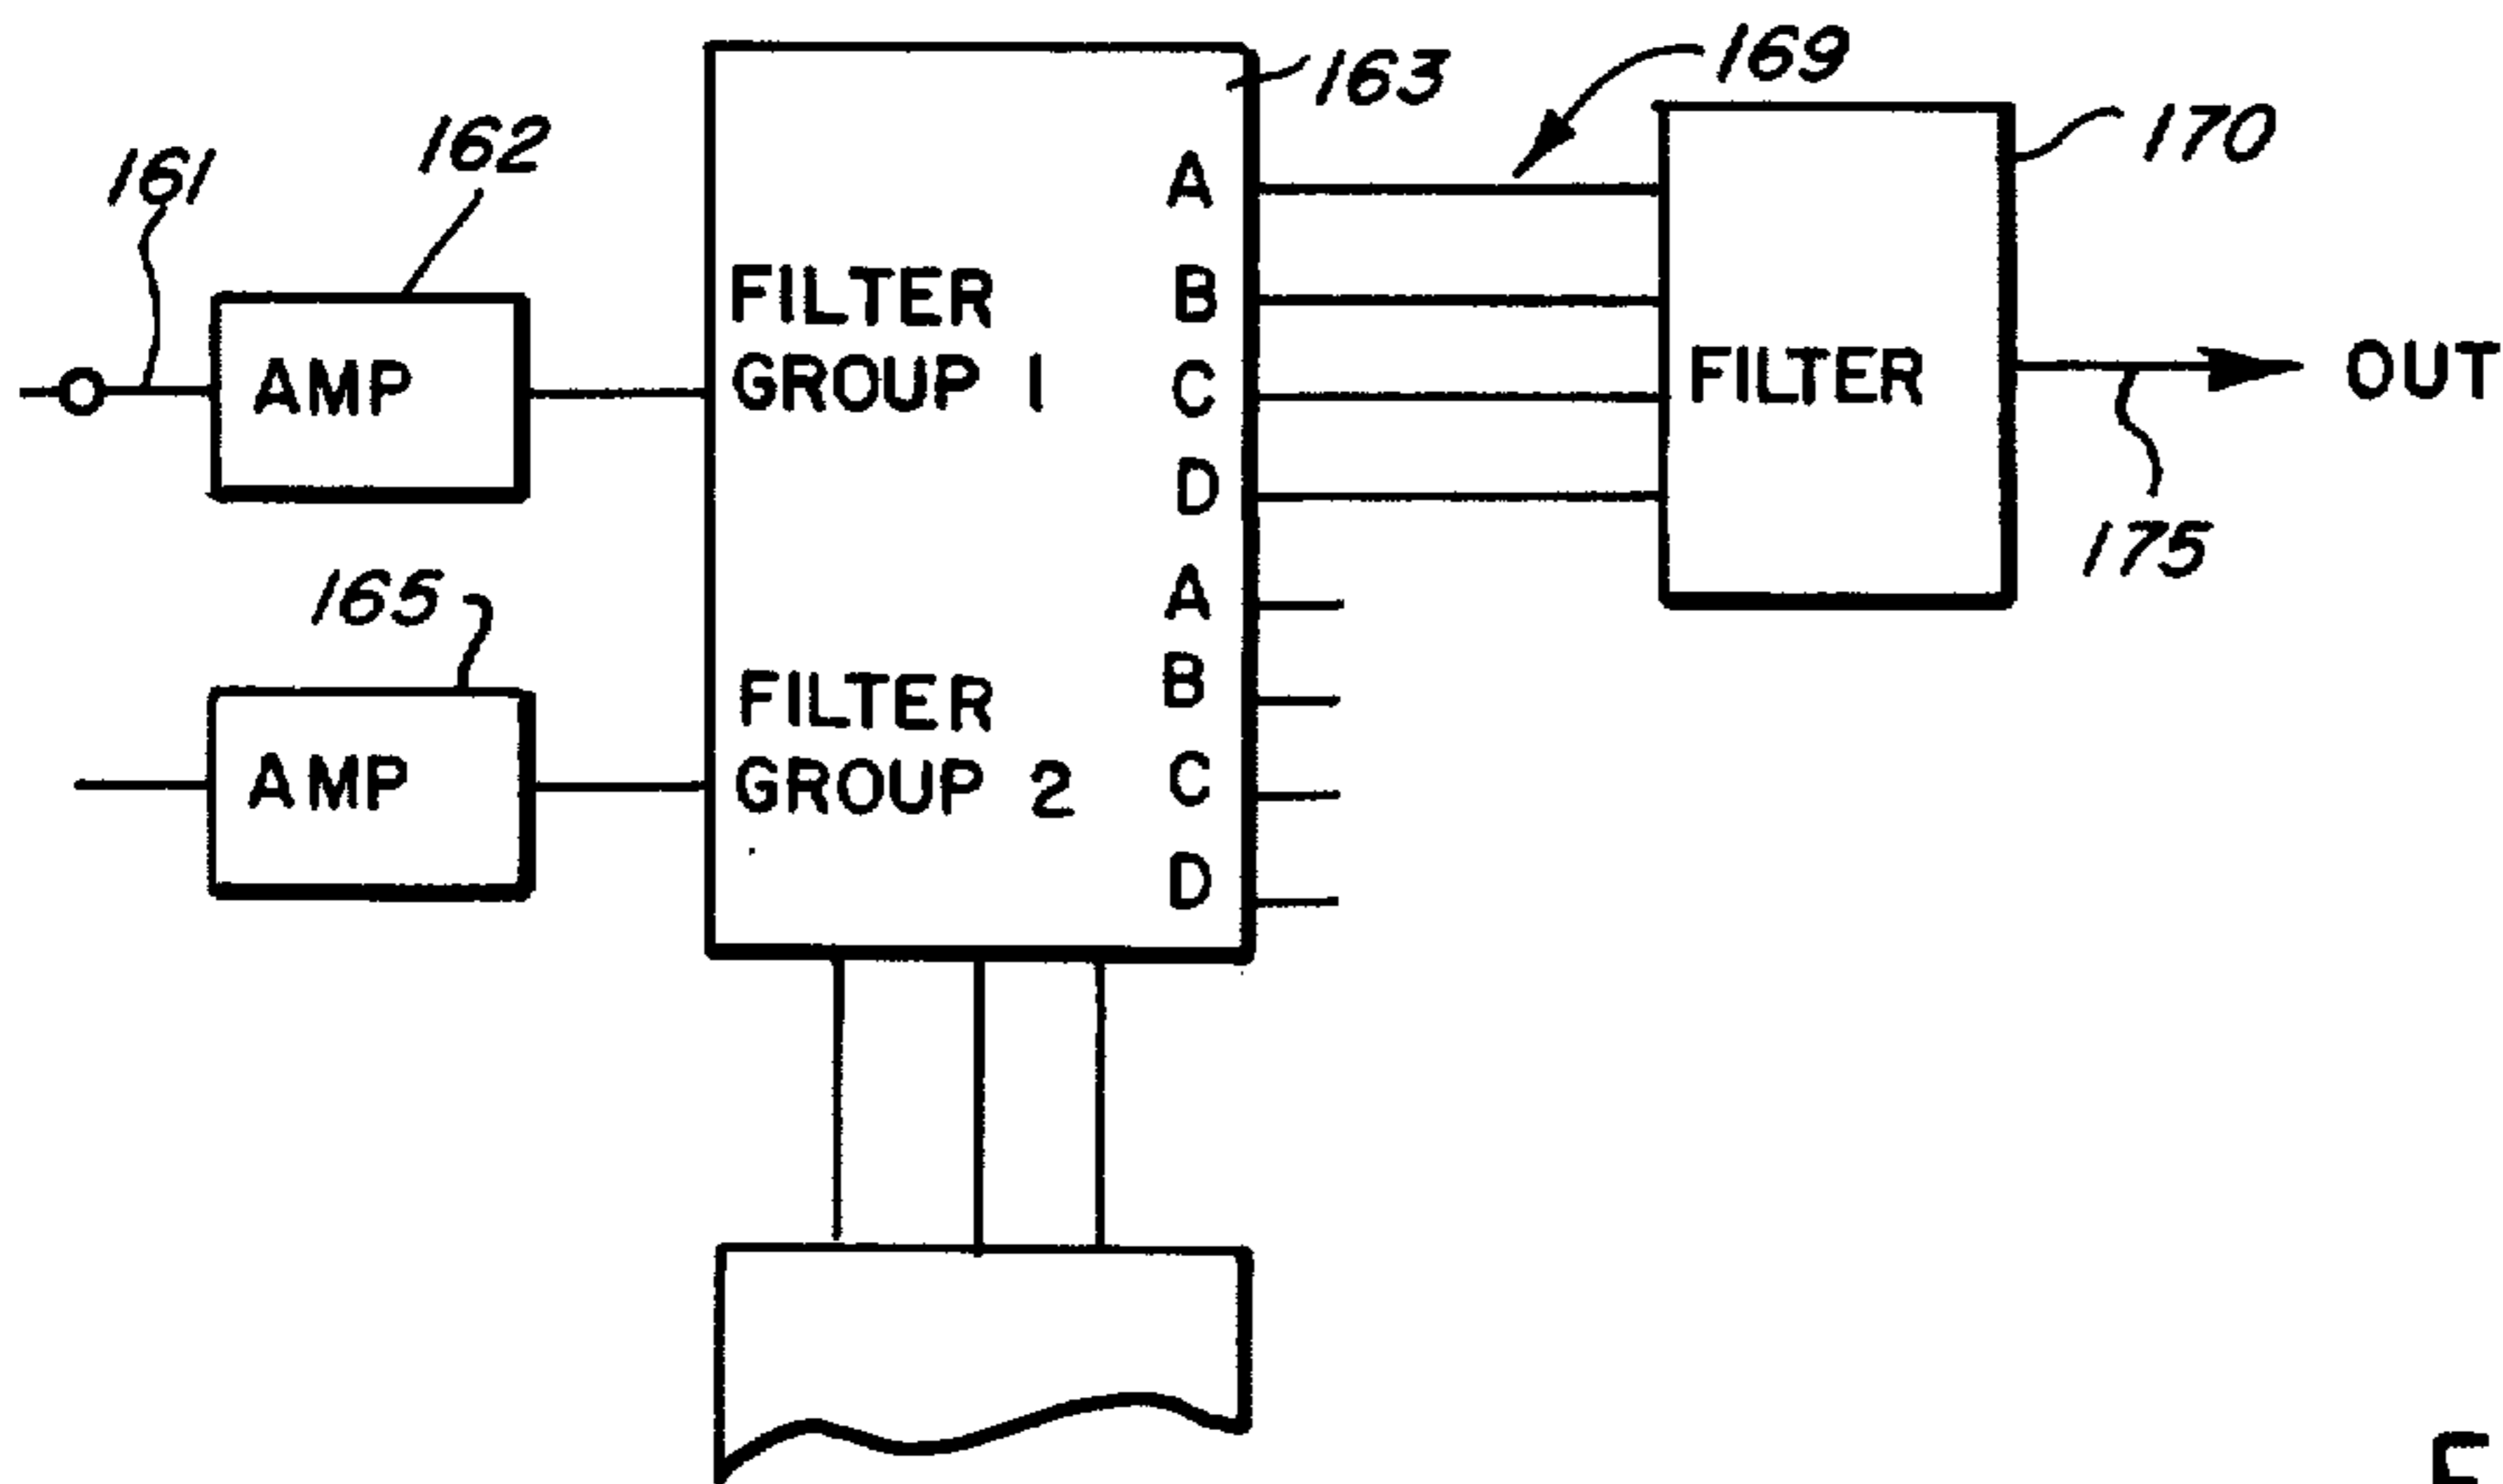 169
163
162
170
161
A
FILTER
GROUP 1
B
C
D
AMP
FILTER
OUT
175
165
A
B
C
D
FILTER
GROUP 2
AMP